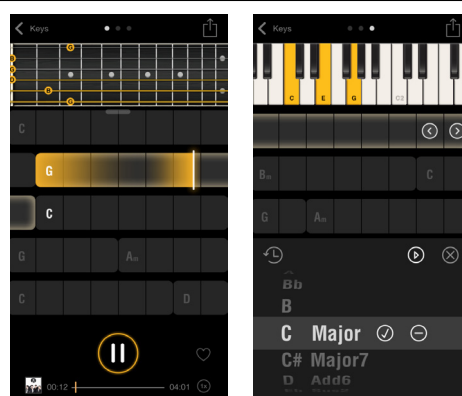 Keys
G
C
G
C
G
Am
C
D
00:12
04:01
1x
Keys
C
E
G
C2
Bm
C
G
Am
Bb
B
C Major
C# Major7
D Add6